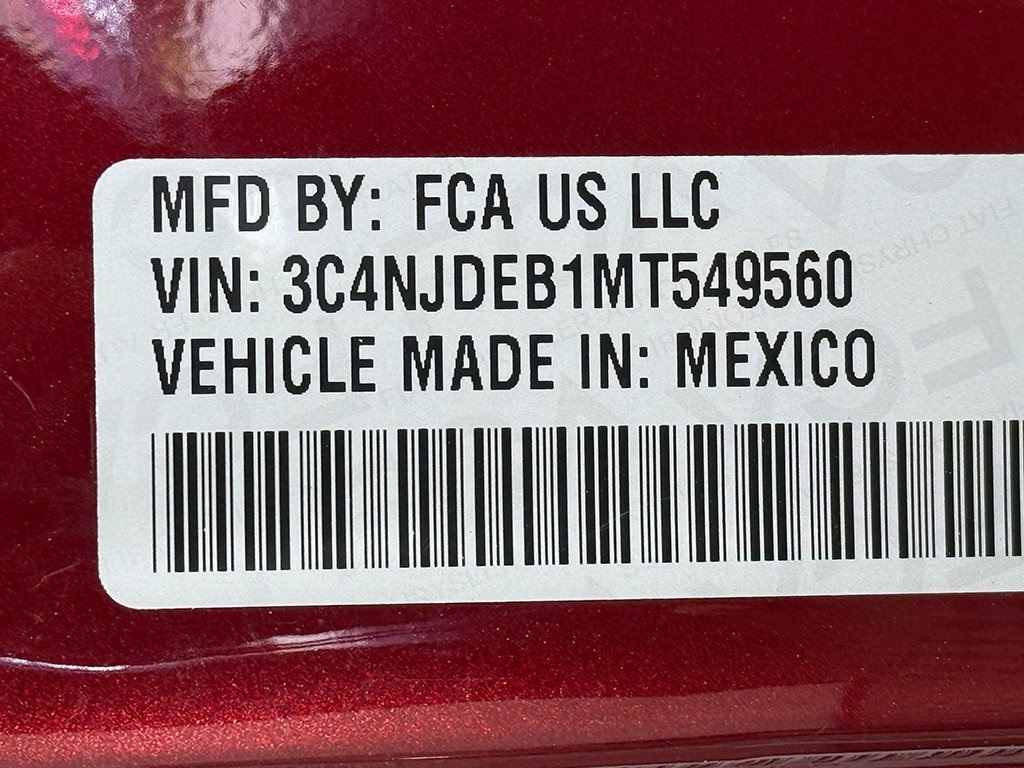 MFD BY: FCA US LLC
VIN: 3C4NJDEB1MT549560
VEHICLE MADE IN: MEXICO